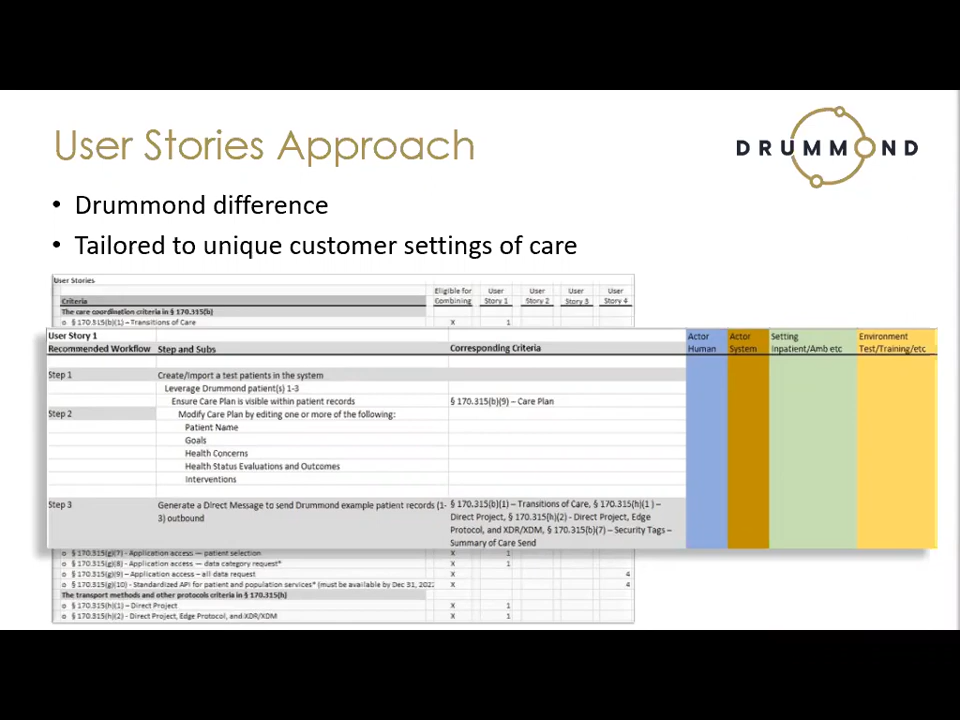 User Stories Approach
DRUMMOND
• Drummond difference
• Tailored to unique customer settings of care
User Stories
Eligible for User User User User
Criteria Combining Story 1 Story 2 Story 3 Story 4
The care coordination criteria in § 170.315(b)
o § 170.315(b)(1) – Transitions of Care X 1
User Story 1 Actor Actor Setting Environment
Recommended Workflow Step and Subs Corresponding Criteria Human System Inpatient/Amb etc Test/Training/etc
Step 1 Create/Import a test patients in the system
Leverage Drummond patient(s) 1-3
Ensure Care Plan is visible within patient records § 170.315(b)(9) – Care Plan
Step 2 Modify Care Plan by editing one or more of the following:
Patient Name
Goals
Health Concerns
Health Status Evaluations and Outcomes
Interventions
Step 3 Generate a Direct Message to send Drummond example patient records (1- § 170.315(b)(1) – Transitions of Care, § 170.315(h)(1 ) –
3) outbound Direct Project, § 170.315(h)(2) - Direct Project, Edge
Protocol, and XDR/XDM, § 170.315(b)(7) – Security Tags –
Summary of Care Send
o § 170.315(g)(7) - Application access — patient selection X 1
o § 170.315(g)(8) - Application access – data category request* X 1
o § 170.315(g)(9) – Application access – all data request X 4
o § 170.315(g)(10) - Standardized API for patient and population services* (must be available by Dec 31, 2022 X 4
The transport methods and other protocols criteria in § 170.315(h)
o § 170.315(h)(1) – Direct Project X 1
o § 170.315(h)(2) - Direct Project, Edge Protocol, and XDR/XDM X 1